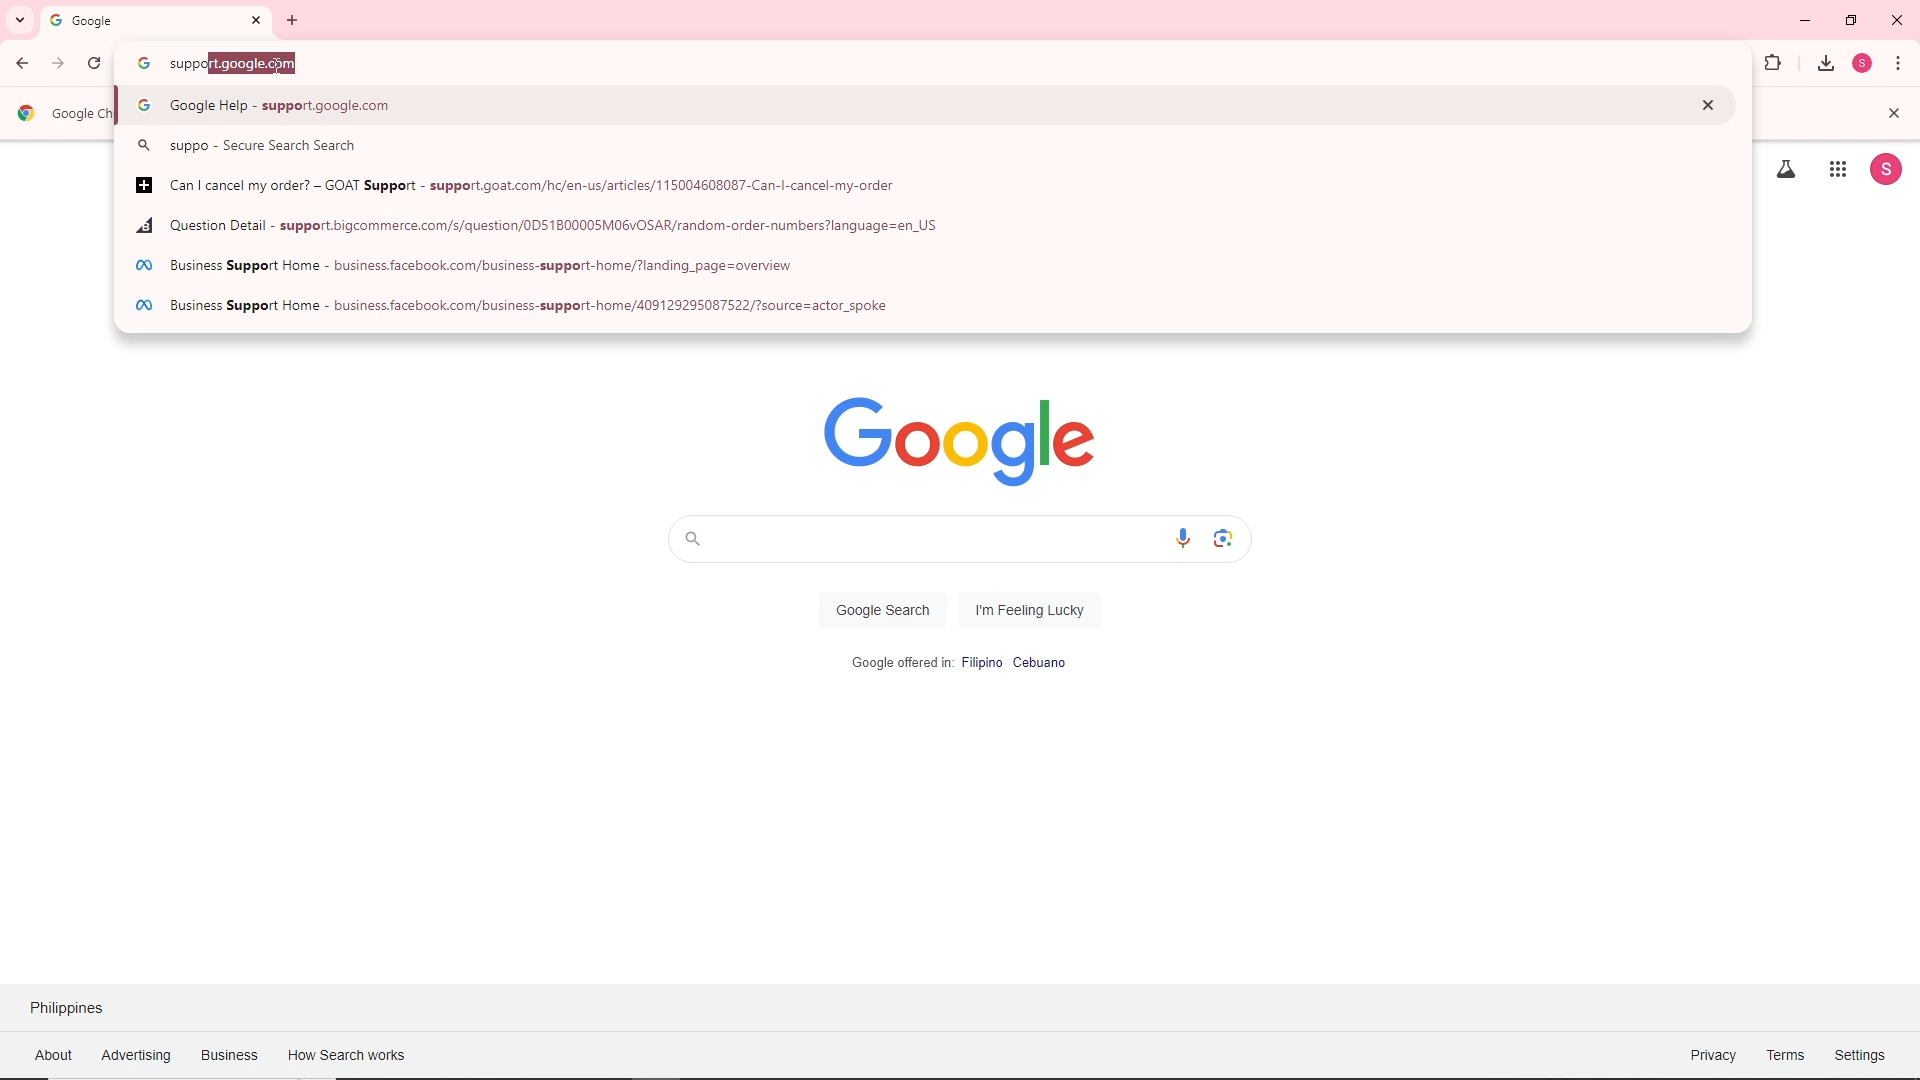 Google
support.google.com
Google Ch
Google Help - support.google.com
suppo - Secure Search Search
Can I cancel my order? – GOAT Support - support.goat.com/hc/en-us/articles/115004608087-Can-I-cancel-my-order
Question Detail - support.bigcommerce.com/s/question/0D51B00005M06vOSAR/random-order-numbers?language=en_US
Business Support Home - business.facebook.com/business-support-home/?landing_page=overview
Business Support Home - business.facebook.com/business-support-home/409129295087522/?source=actor_spoke
S
S
Google
Google Search
I'm Feeling Lucky
Google offered in: Filipino Cebuano
Philippines
About Advertising Business How Search works
Privacy Terms Settings